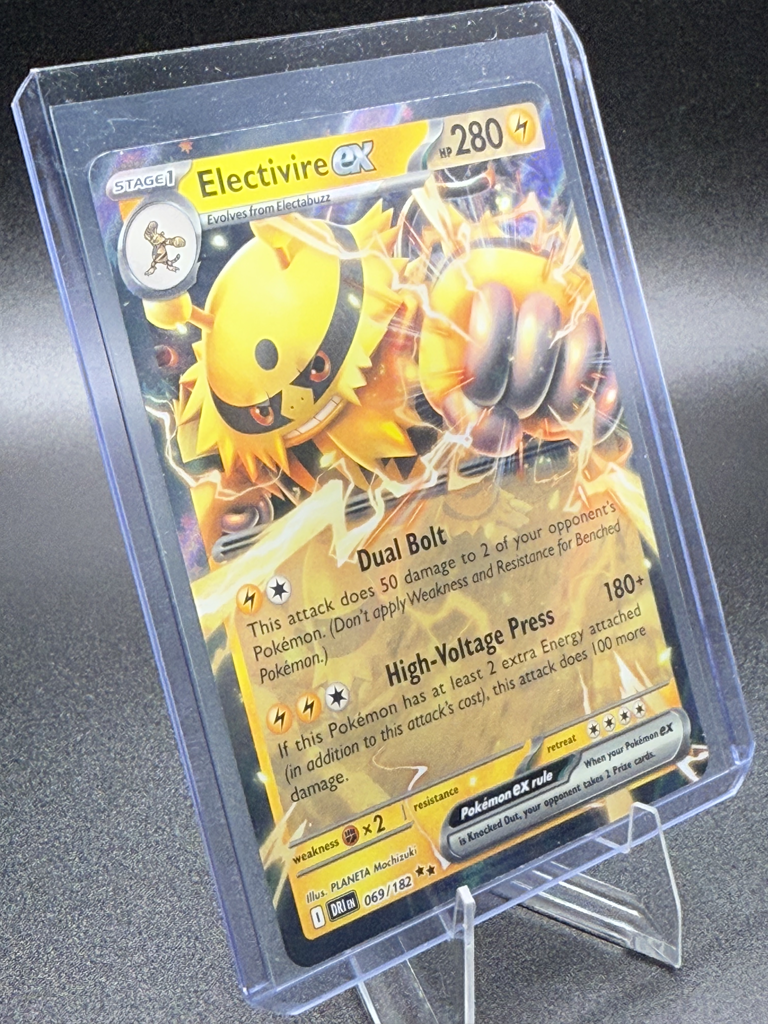 STAGE1 Electivire ex HP 280
Evolves from Electabuzz
Dual Bolt
This attack does 50 damage to 2 of your opponent's
Pokémon. (Don't apply Weakness and Resistance for Benched
Pokémon.)
High-Voltage Press 180+
If this Pokémon has at least 2 extra Energy attached
(in addition to this attack's cost), this attack does 100 more
damage.
weakness ×2 resistance retreat
Pokémon ex rule When your Pokémon ex
is Knocked Out, your opponent takes 2 Prize cards.
Illus. PLANETA Mochizuki
I DRI EN 069/182